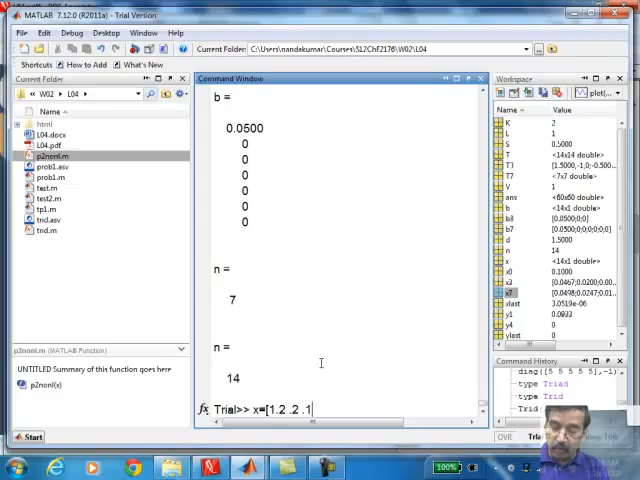 MATLAB 7.12.0 (R2011a) - Trial Version
File Edit Debug Desktop Window Help
Current Folder: C:\Users\nandakumar\Courses\S12ChE2176\W02\L04
Shortcuts How to Add What's New
Current Folder
« W02 ▸ L04 ▸
Name
html
L04.docx
L04.pdf
p2nonl.m
prob1.asv
prob1.m
test.m
test2.m
tp1.m
trid.asv
trid.m
p2nonl.m (MATLAB Function)
UNTITLED Summary of this function goes here
p2nonl(x)
Command Window
b =
0.0500
0
0
0
0
0
0
n =
7
n =
14
fx Trial>> x=[1.2 .2 .1
Workspace
plot(
Name Value
K 2
L 1
S 0.5000
T <14x14 double>
T3 [1.5000,-1,0;-0.500
T7 <7x7 double>
V 1
ans <60x60 double>
b <14x1 double>
b3 [0.0500;0;0]
b7 [0.0500;0;0;0;0;0;0]
d 1.5000
n 14
x <14x1 double>
x0 0.1000
x3 [0.0467;0.0200;0.00
x7 [0.0498;0.0247;0.01
xlast 3.0519e-06
y1 0.0933
y4 0
ylast 0
Command History
diag([5 5 5 5 5],-1)
type Triad
type Trid
Start
OVR
100%